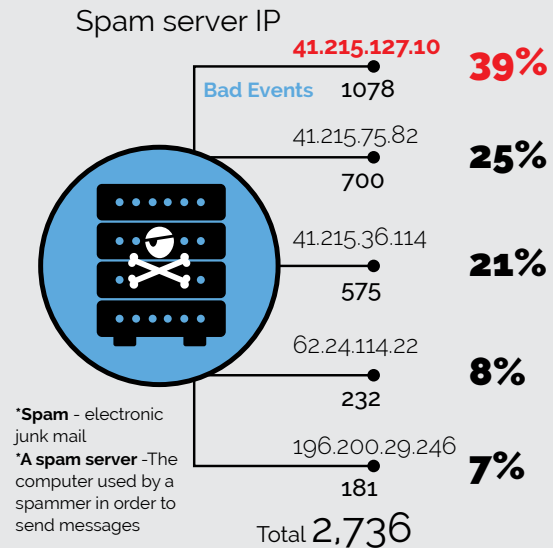 Spam server IP
41.215.127.10
39%
Bad Events 1078
41.215.75.82
25%
700
41.215.36.114
21%
575
62.24.114.22
8%
232
196.200.29.246
7%
181
*Spam - electronic
junk mail
*A spam server -The
computer used by a
spammer in order to
send messages
Total 2,736